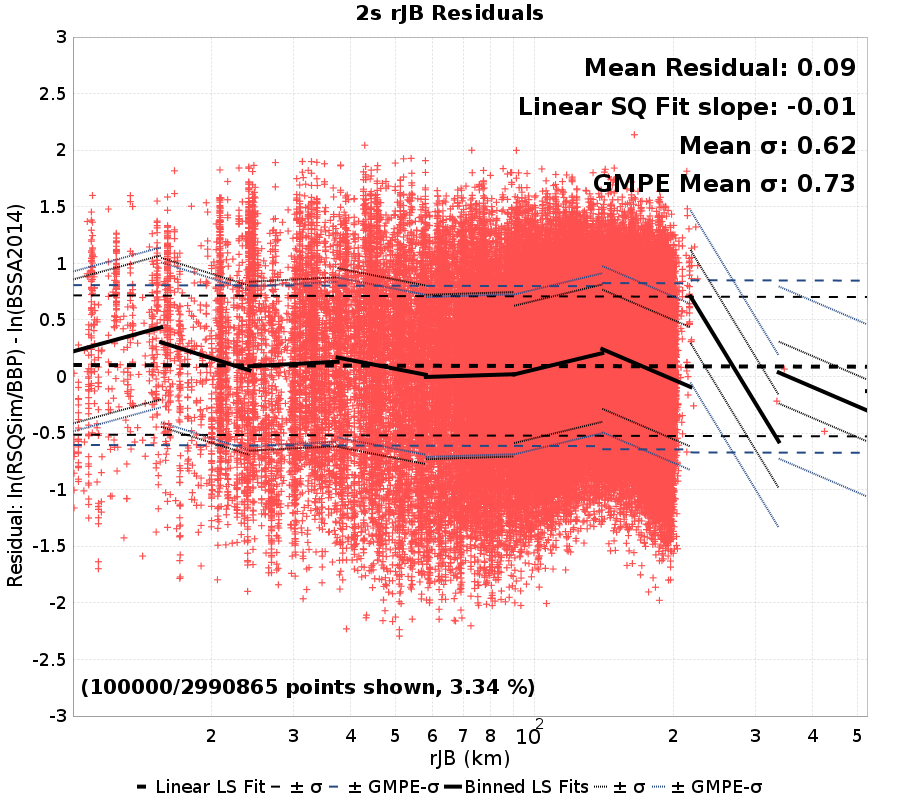 2s rJB Residuals
Mean Residual: 0.09
Linear SQ Fit slope: -0.01
Mean σ: 0.62
GMPE Mean σ: 0.73
Residual: ln(RSQSim/BBP) - ln(BSSA2014)
3
2.5
2
1.5
1
0.5
0
-0.5
-1
-1.5
-2
-2.5
-3
(100000/2990865 points shown, 3.34 %)
2 3 4 5 6 7 8 10² 2 3 4 5
rJB (km)
Linear LS Fit ± σ ± GMPE-σ Binned LS Fits ± σ ± GMPE-σ